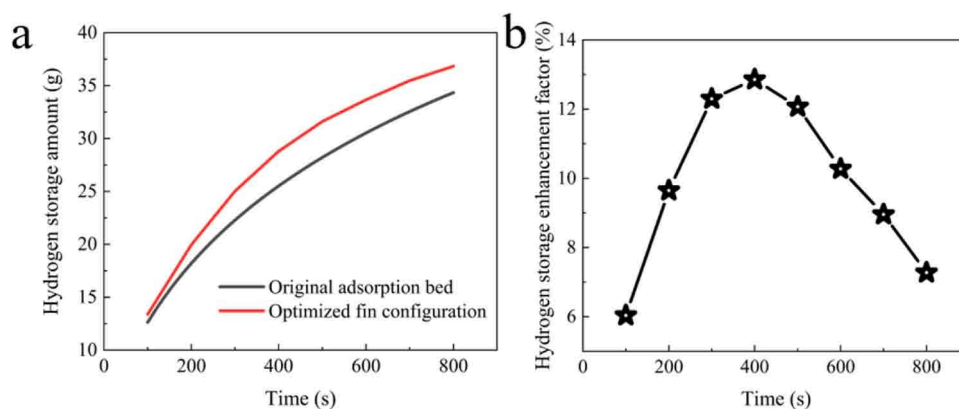 a
Hydrogen storage amount (g)
40
35
30
25
20
15
10
200
400
600
800
Time (s)
Original adsorption bed
Optimized fin configuration
b
Hydrogen storage enhancement factor (%)
14
12
10
8
6
0
200
400
600
800
Time (s)